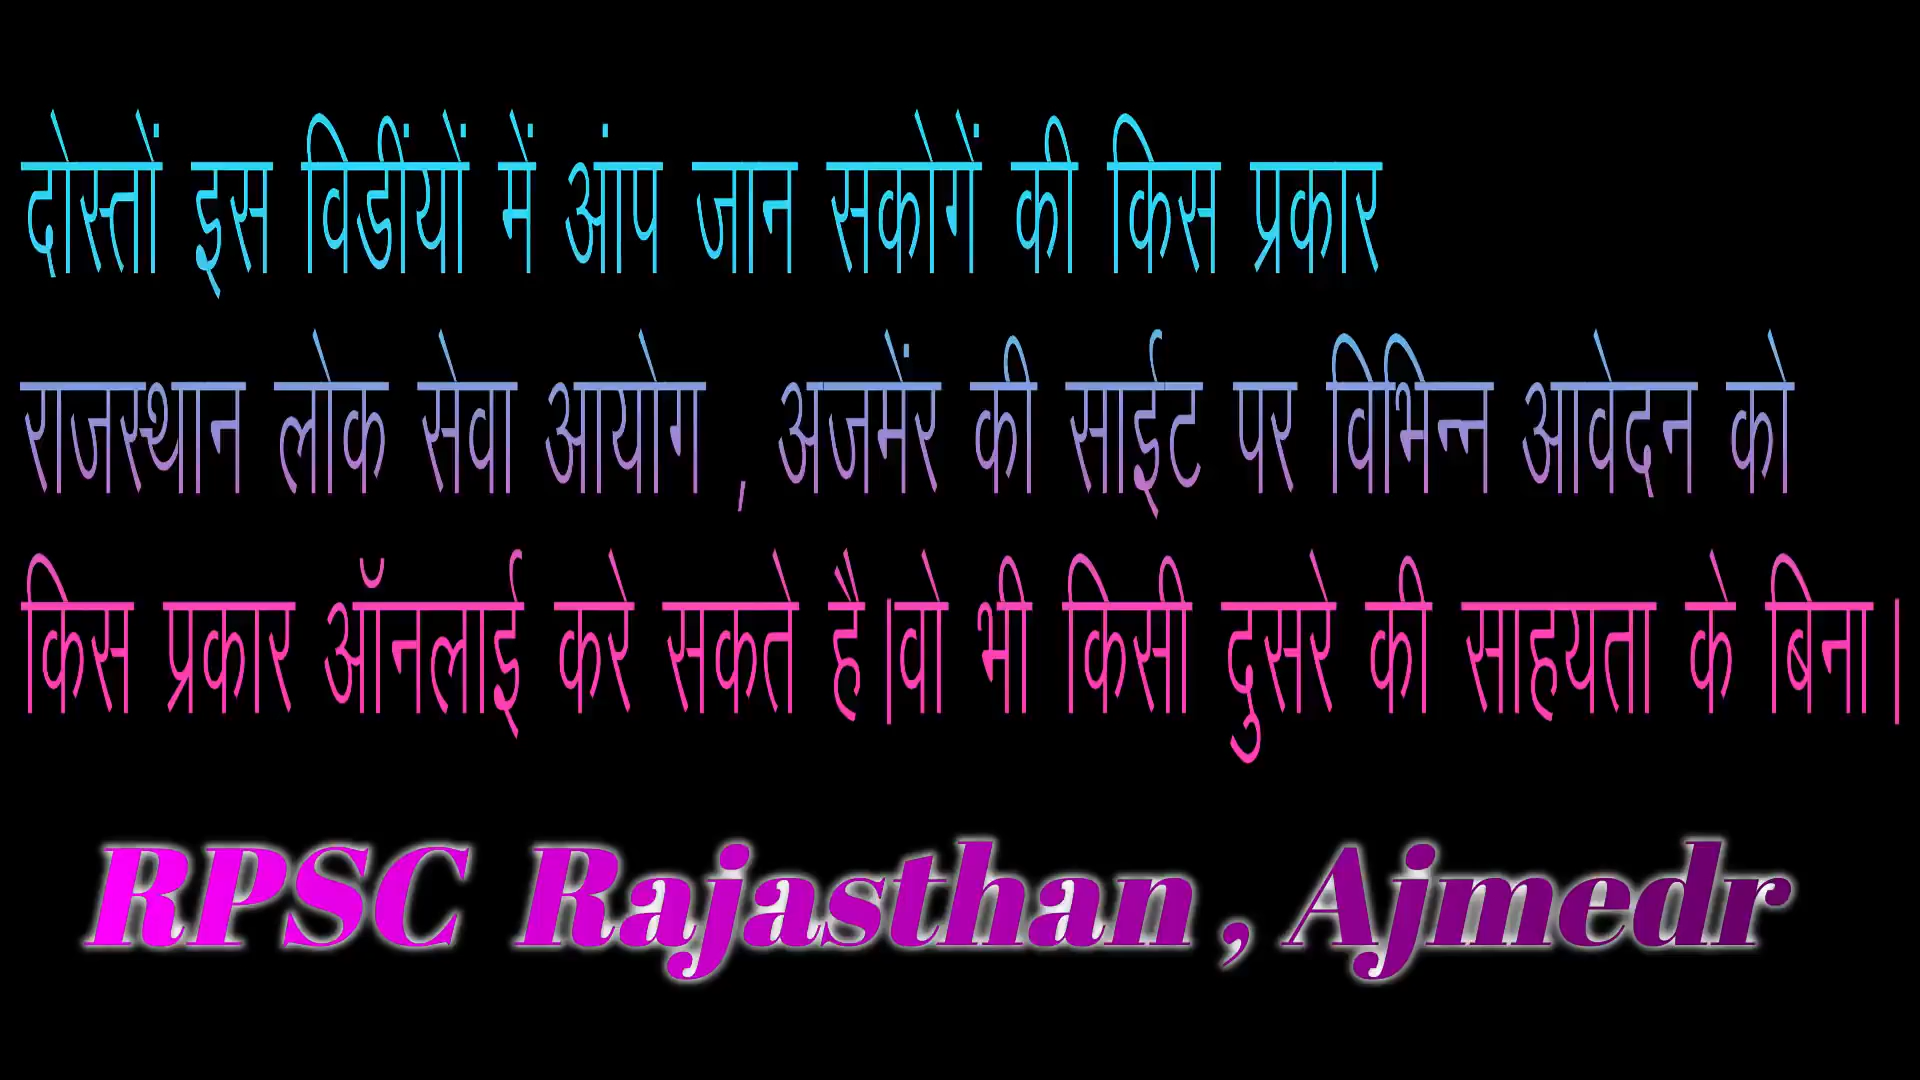 दोस्तों इस विडींयों में आंप जान सकोगें की किस प्रकार
राजस्थान लोक सेवा आयोग , अजमेंर की साईट पर विभिन्न आवेदन को
किस प्रकार ऑनलाई करे सकते है।वो भी किसी दुसरे की साहयता के बिना।
RPSC Rajasthan , Ajmedr